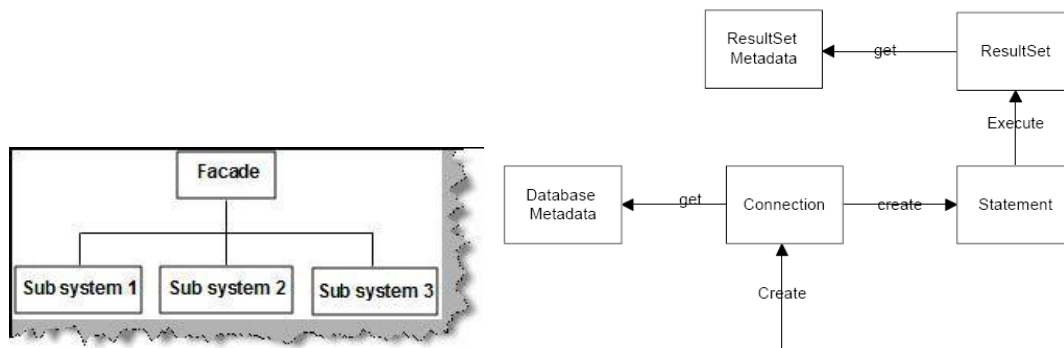 Facade
Sub system 1
Sub system 2
Sub system 3
ResultSet
Metadata
get
ResultSet
Execute
Database
Metadata
get
Connection
create
Statement
Create